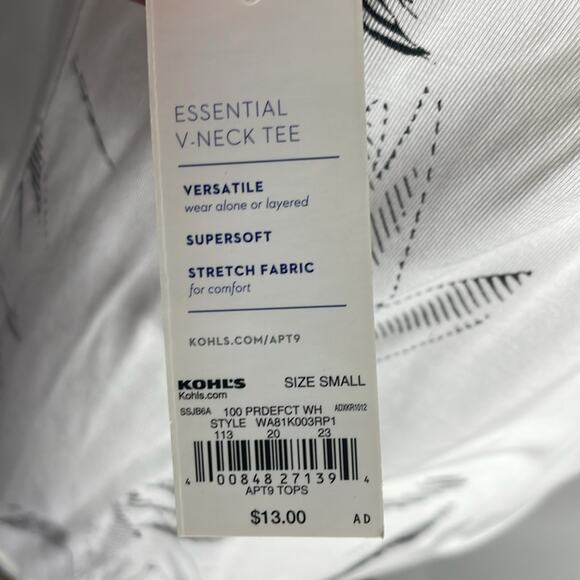 ESSENTIAL
V-NECK TEE
VERSATILE
wear alone or layered
SUPERSOFT
STRETCH FABRIC
for comfort
KOHLS.COM/APT9
KOHL'S SIZE SMALL
Kohls.com
SSJB6A 100 PRDEFCT WH ADXKR1012
STYLE WA81K003RP1
113 20 23
4 00848 27139 4
APT9 TOPS
$13.00 AD